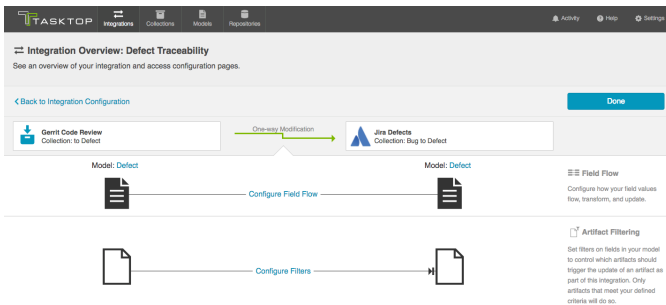 TASKTOP
Integrations
Collections
Models
Repositories
Activity
Help
Settings
Integration Overview: Defect Traceability
See an overview of your integration and access configuration pages.
Back to Integration Configuration
Done
Gerrit Code Review
Collection: to Defect
One-way Modification
Jira Defects
Collection: Bug to Defect
Model: Defect
Model: Defect
Configure Field Flow
Field Flow
Configure how your field values
flow, transform, and update.
Configure Filters
Artifact Filtering
Set filters on fields in your model
to control which artifacts should
trigger the update of an artifact as
part of this integration. Only
artifacts that meet your defined
criteria will do so.